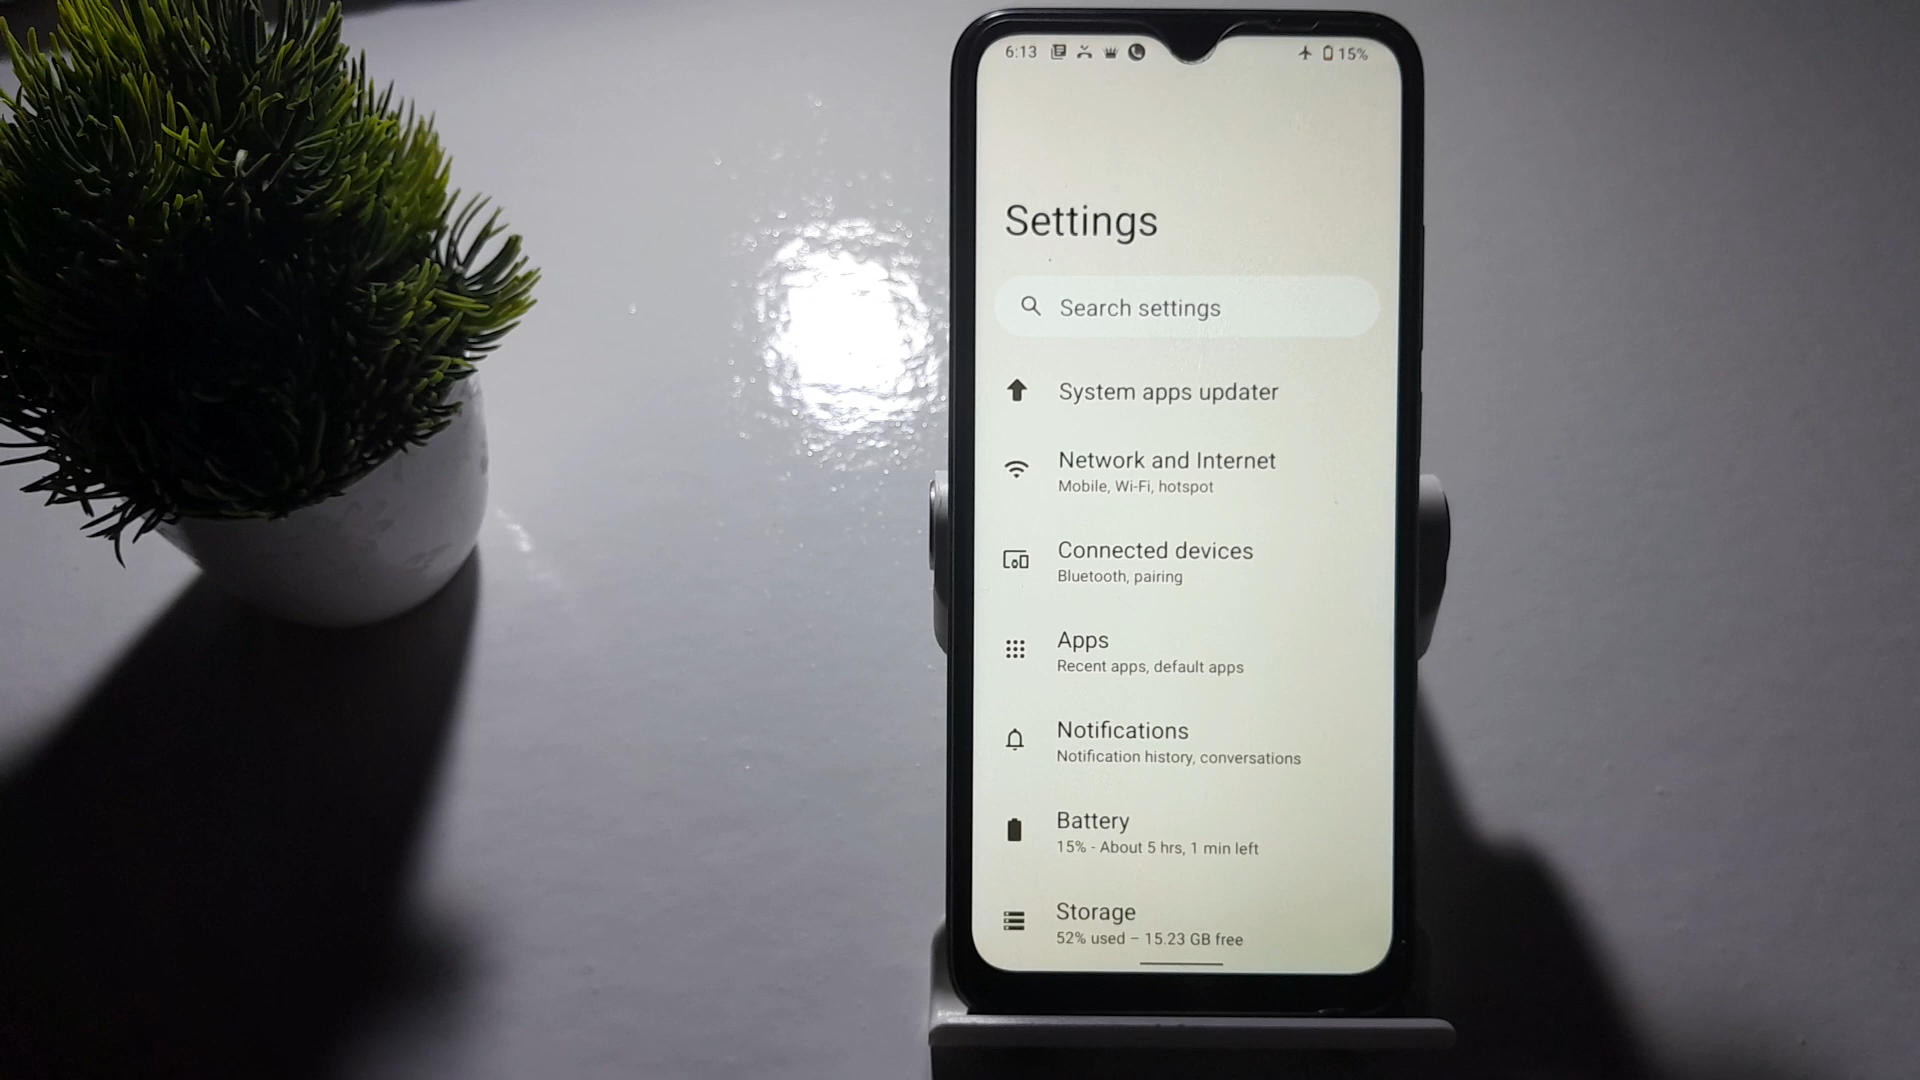 6:13 15%
Settings
Search settings
System apps updater
Network and Internet
Mobile, Wi-Fi, hotspot
Connected devices
Bluetooth, pairing
Apps
Recent apps, default apps
Notifications
Notification history, conversations
Battery
15% - About 5 hrs, 1 min left
Storage
52% used – 15.23 GB free